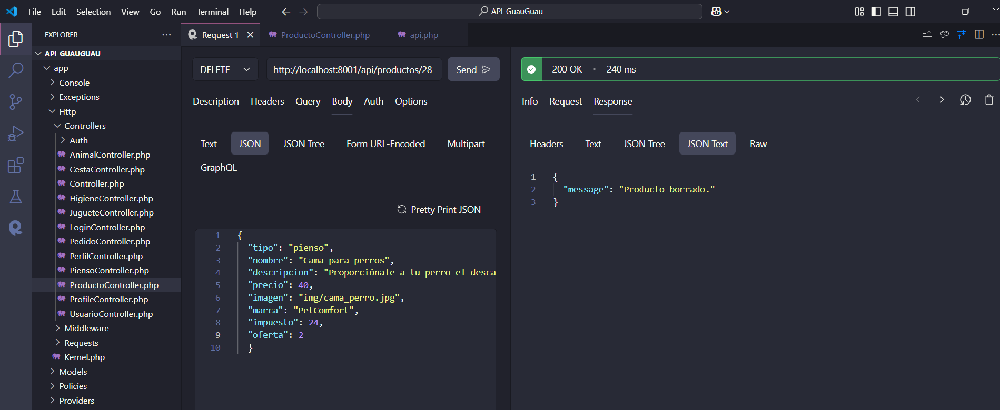 File Edit Selection View Go Run Terminal Help
API_GuauGuau
EXPLORER
API_GUAUGUAU
app
Console
Exceptions
Http
Controllers
Auth
AnimalController.php
CestaController.php
Controller.php
HigieneController.php
JugueteController.php
LoginController.php
PedidoController.php
PerfilController.php
PiensoController.php
ProductoController.php
ProfileController.php
UsuarioController.php
Middleware
Requests
Kernel.php
Models
Policies
Providers
Request 1
ProductoController.php
api.php
DELETE
http://localhost:8001/api/productos/28
Send
Description Headers Query Body Auth Options
Text JSON JSON Tree Form URL-Encoded Multipart
GraphQL
Pretty Print JSON
1 {
2 "tipo": "pienso",
3 "nombre": "Cama para perros",
4 "descripcion": "Proporciónale a tu perro el desca
5 "precio": 40,
6 "imagen": "img/cama_perro.jpg",
7 "marca": "PetComfort",
8 "impuesto": 24,
9 "oferta": 2
10 }
200 OK · 240 ms
Info Request Response
Headers Text JSON Tree JSON Text Raw
1 {
2 "message": "Producto borrado."
3 }